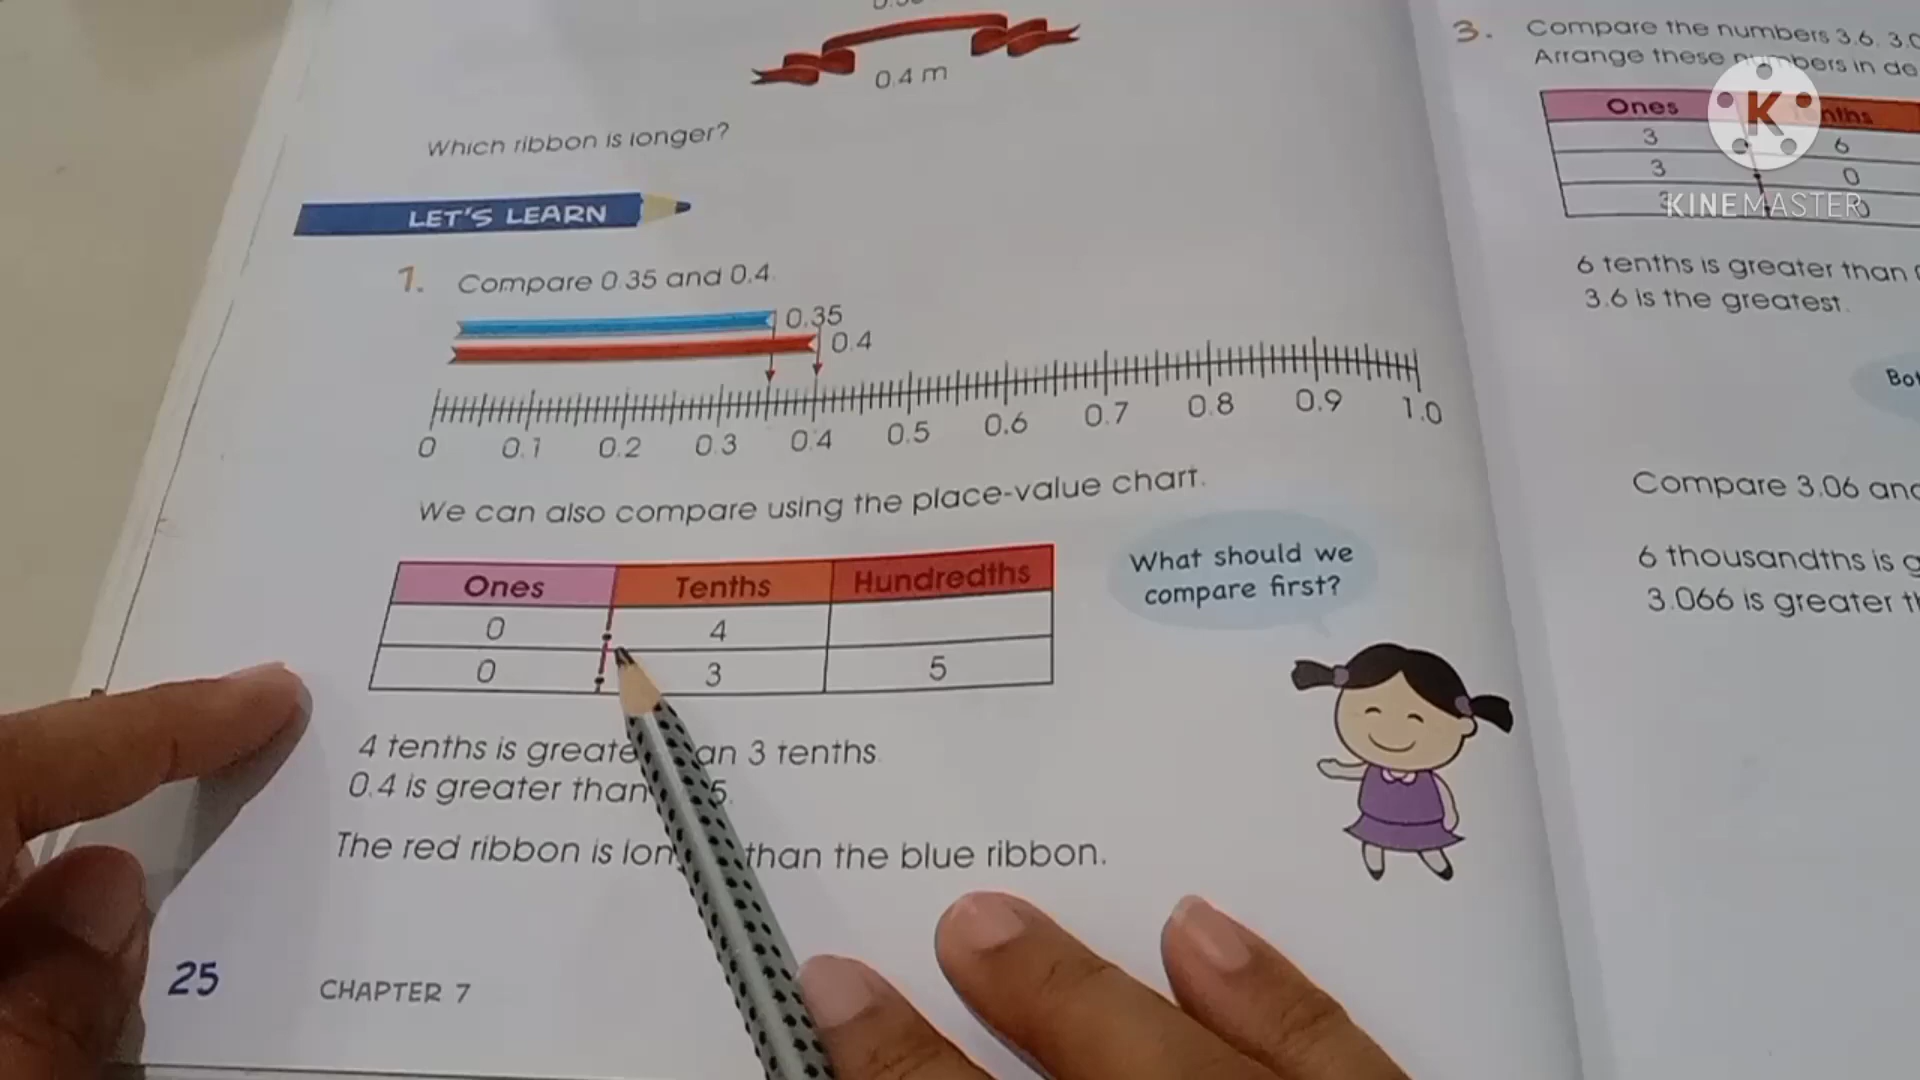 0.4 m
Which ribbon is longer?
LET'S LEARN
1. Compare 0.35 and 0.4.
0.35
0.4
0 0.1 0.2 0.3 0.4 0.5 0.6 0.7 0.8 0.9 1.0
We can also compare using the place-value chart.
Ones Tenths Hundredths
0 4
0 3 5
What should we
compare first?
4 tenths is 3 tenths.
0.4 is greater than
The red ribbon is than the blue ribbon.
25 CHAPTER 7
3. Compare the numbers 3.6, 3.0
Arrange these numbers in
Ones
3 6
3 0
K
KINEMASTER
6 tenths is greater than
3.6 is the greatest.
Compare 3.06
6 thousandths is
3.066 is greater